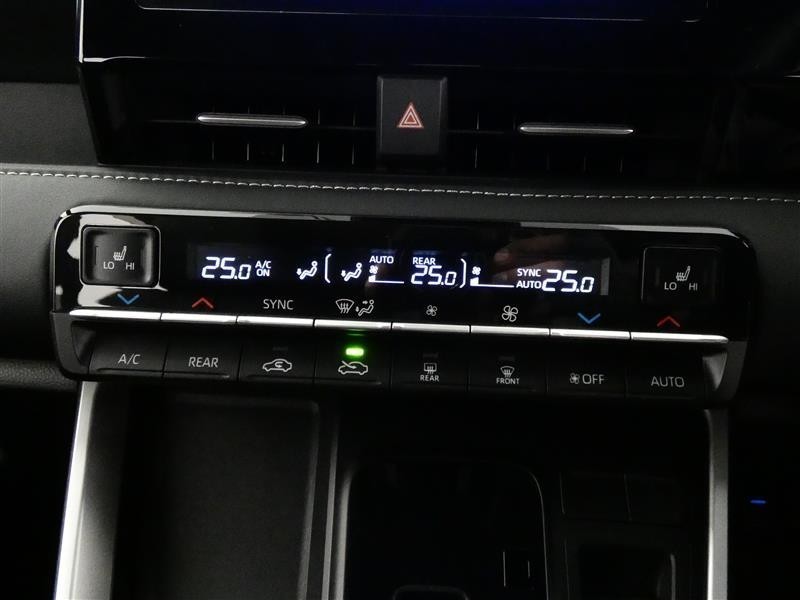 LO HI
25.0 A/C ON
AUTO
REAR
25.0
SYNC
AUTO 25.0
LO HI
SYNC
A/C
REAR
REAR
FRONT
OFF
AUTO